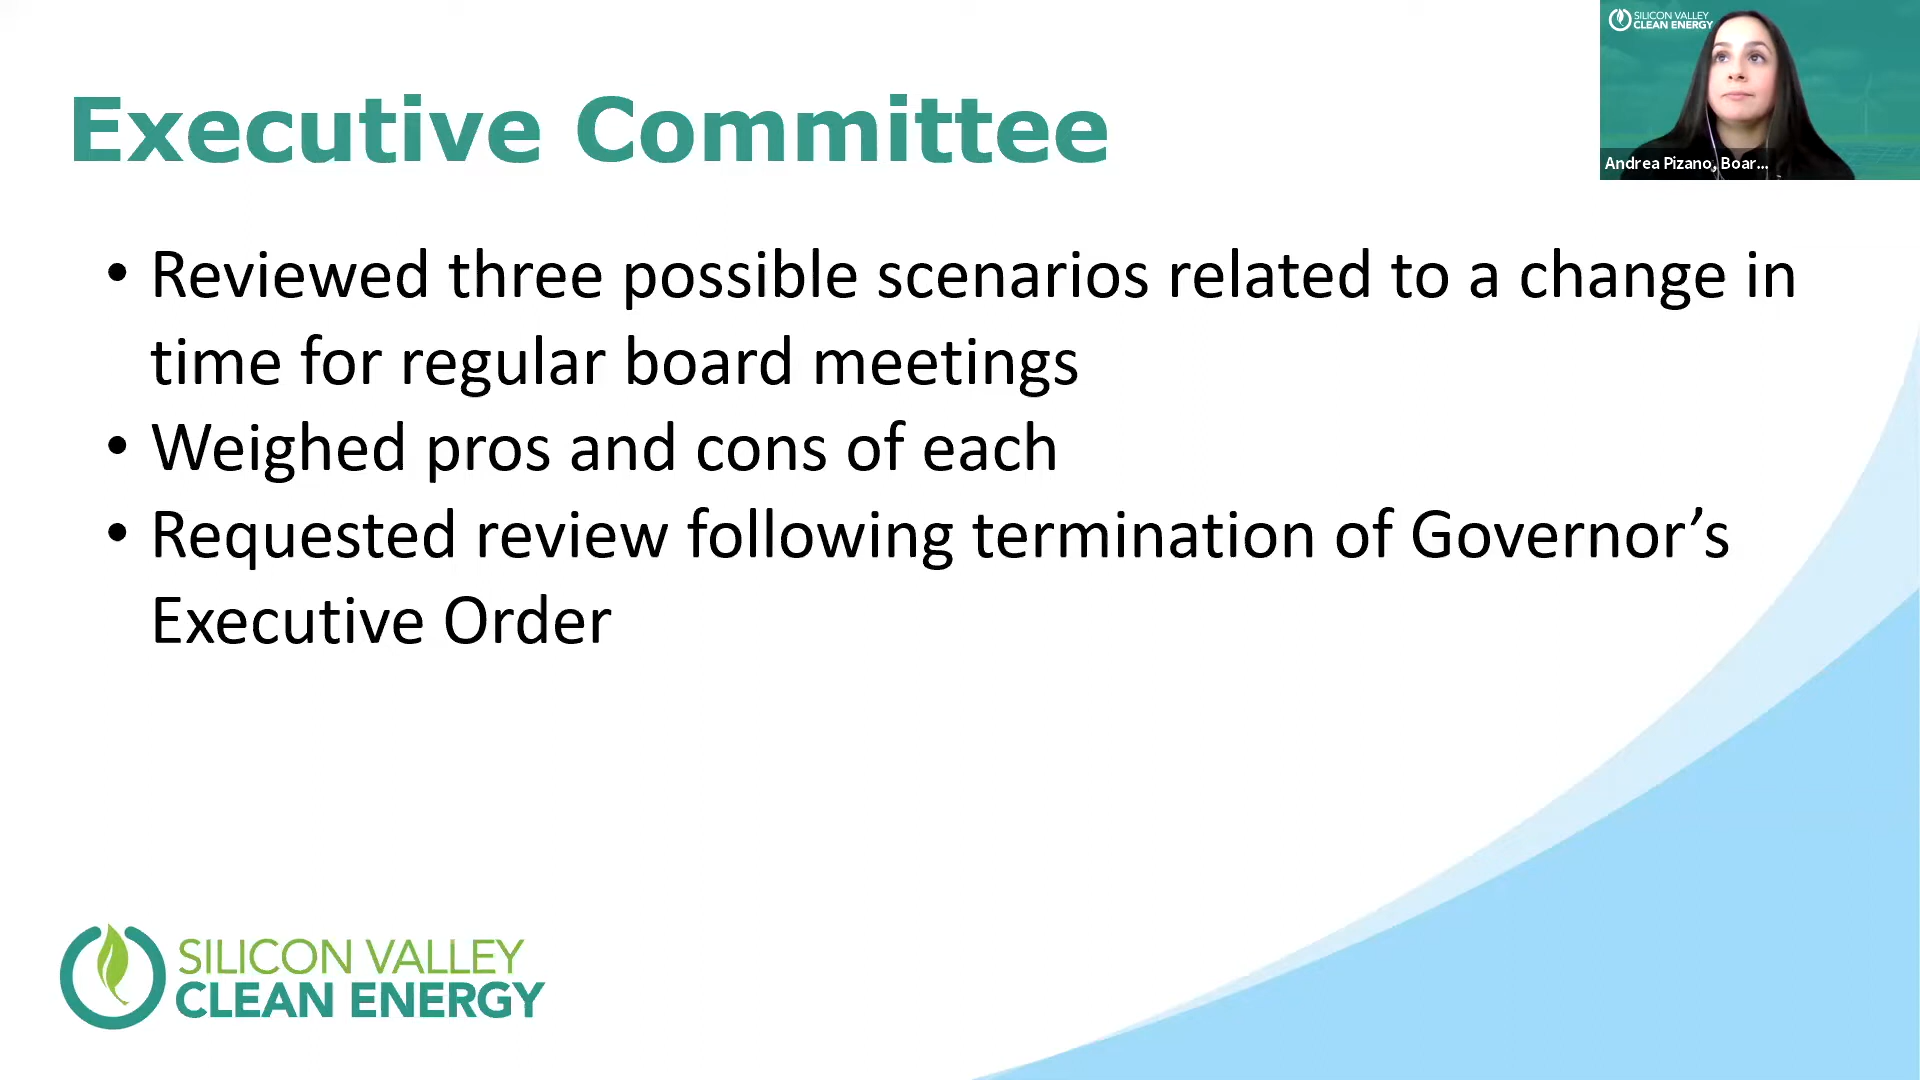 SILICON VALLEY
CLEAN ENERGY
Andrea Pizano, Boar...
Executive Committee
• Reviewed three possible scenarios related to a change in
time for regular board meetings
• Weighed pros and cons of each
• Requested review following termination of Governor’s
Executive Order
SILICON VALLEY
CLEAN ENERGY